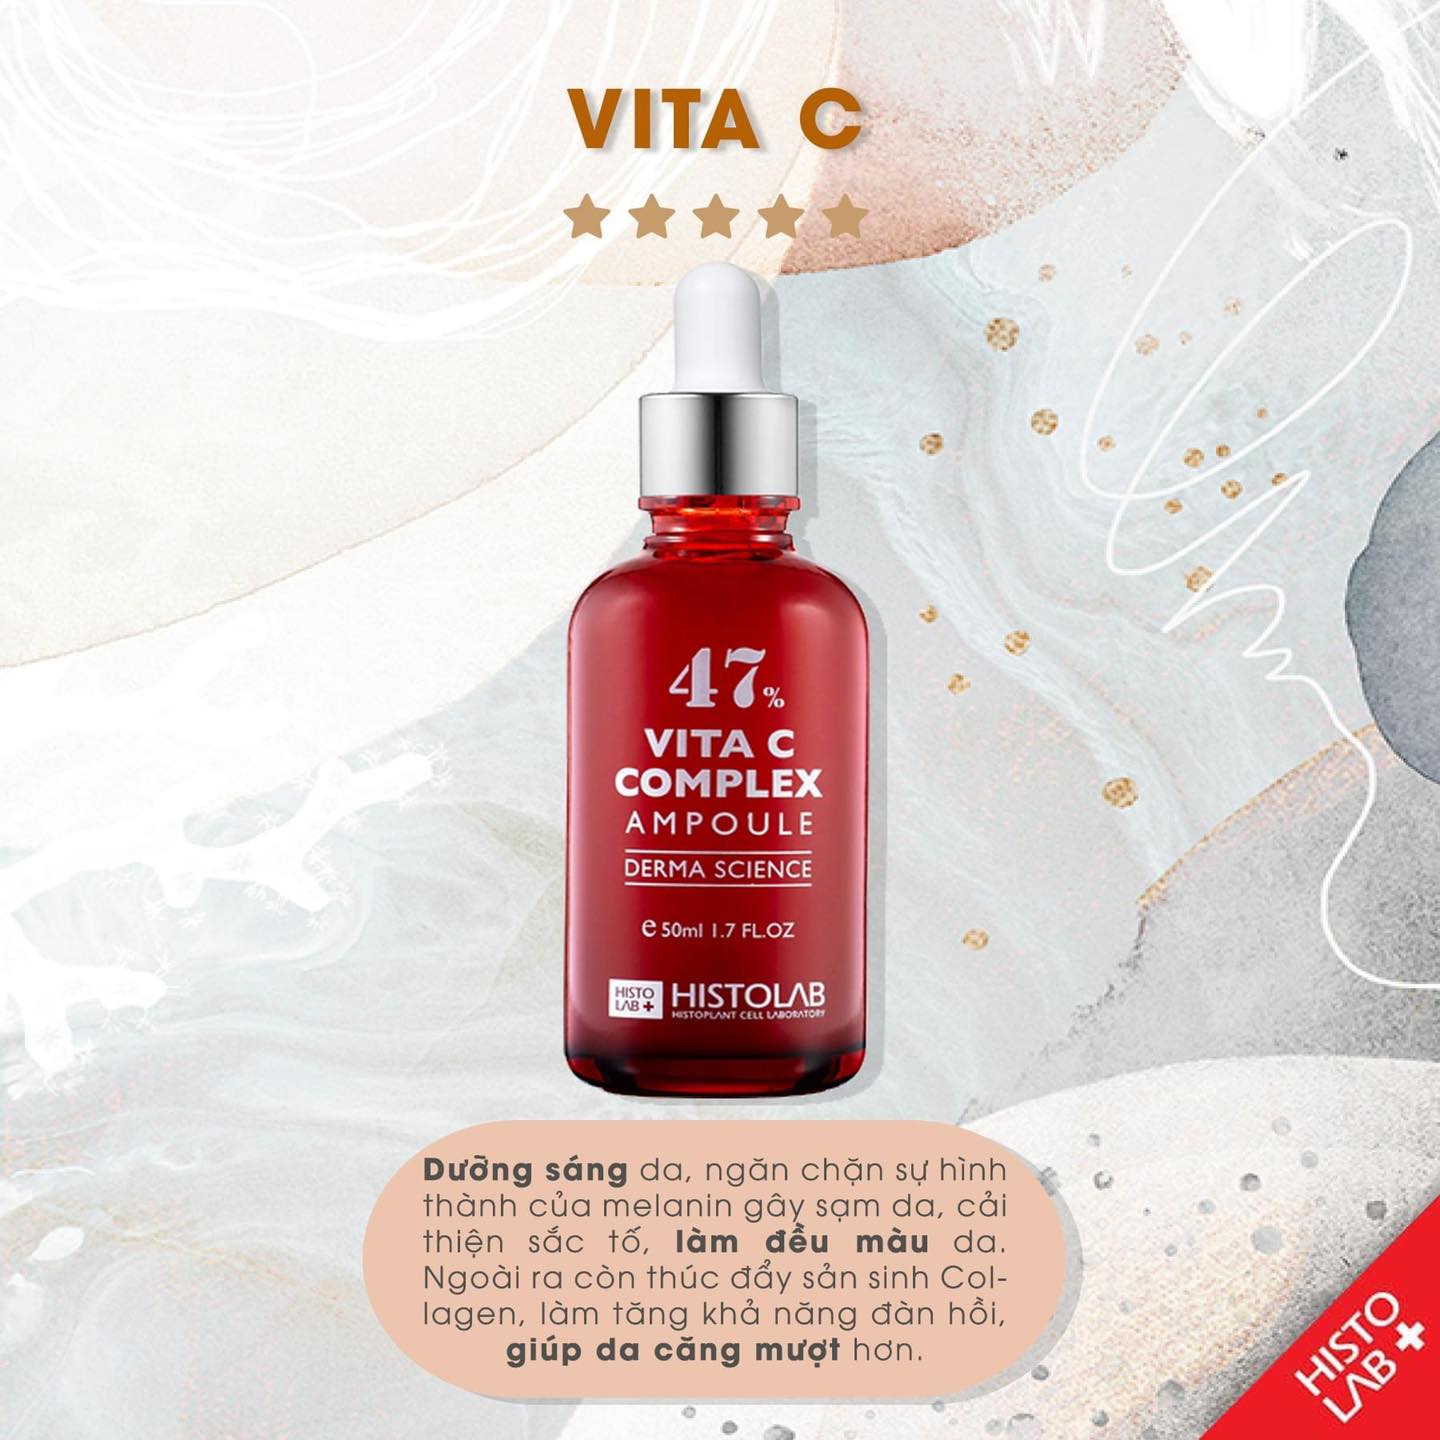 VITA C
47%
VITA C
COMPLEX
AMPOULE
DERMA SCIENCE
e 50ml 1.7 FL.OZ
HISTO
LAB+
HISTOLAB
HISTOPLANT CELL LABORATORY
Dưỡng sáng da, ngăn chặn sự hình
thành của melanin gây sạm da, cải
thiện sắc tố, làm đều màu da.
Ngoài ra còn thúc đẩy sản sinh Col-
lagen, làm tăng khả năng đàn hồi,
giúp da căng mượt hơn.
HISTO
LAB+